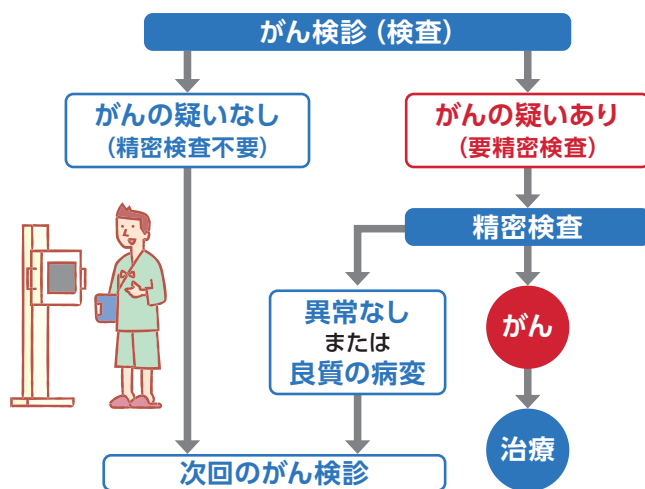 がん検診（検査）
がんの疑いなし
（精密検査不要）
がんの疑いあり
（要精密検査）
精密検査
異常なし
または
良質の病変
がん
治療
次回のがん検診